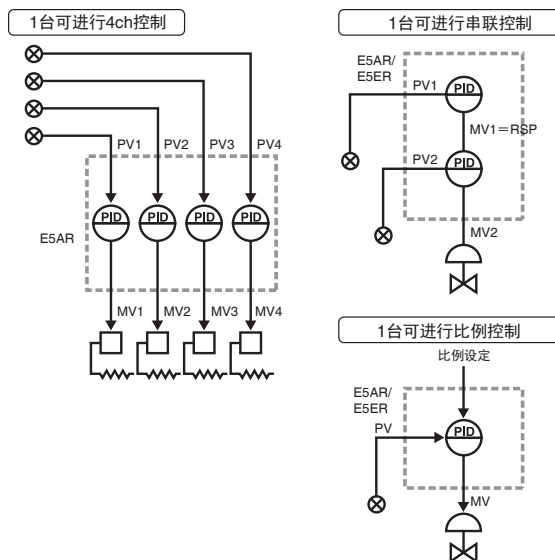 1台可进行4ch控制
PV1
PV2
PV3
PV4
E5AR
PID
PID
PID
PID
MV1
MV2
MV3
MV4
1台可进行串联控制
E5AR/
E5ER
PV1
PID
MV1=RSP
PV2
PID
MV2
1台可进行比例控制
比例设定
E5AR/
E5ER
PV
PID
MV